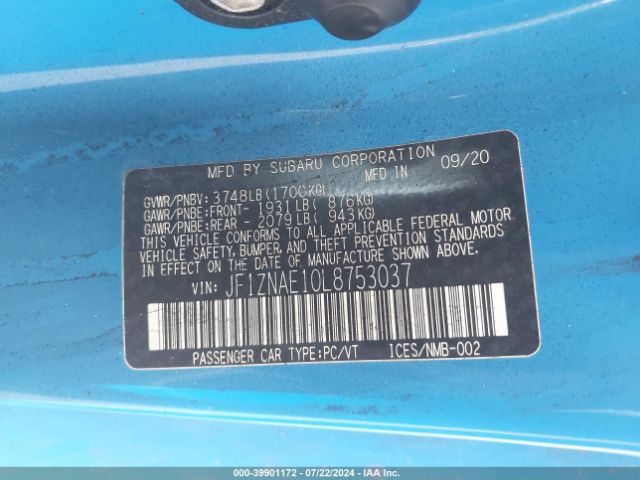 MFD BY SUBARU CORPORATION
MFD IN 09/20
GVWR/PNBV: 3748LB(1700KG)
GAWR/PNBE:FRONT- 1931LB( 876KG)
GAWR/PNBE:REAR - 2079LB( 943KG)
THIS VEHICLE CONFORMS TO ALL APPLICABLE FEDERAL MOTOR
VEHICLE SAFETY, BUMPER, AND THEFT PREVENTION STANDARDS
IN EFFECT ON THE DATE OF MANUFACTURE SHOWN ABOVE.
VIN: JF1ZNAE10L8753037
PASSENGER CAR TYPE:PC/VT ICES/NMB-002
000-39901172 - 07/22/2024 - IAAI.COM